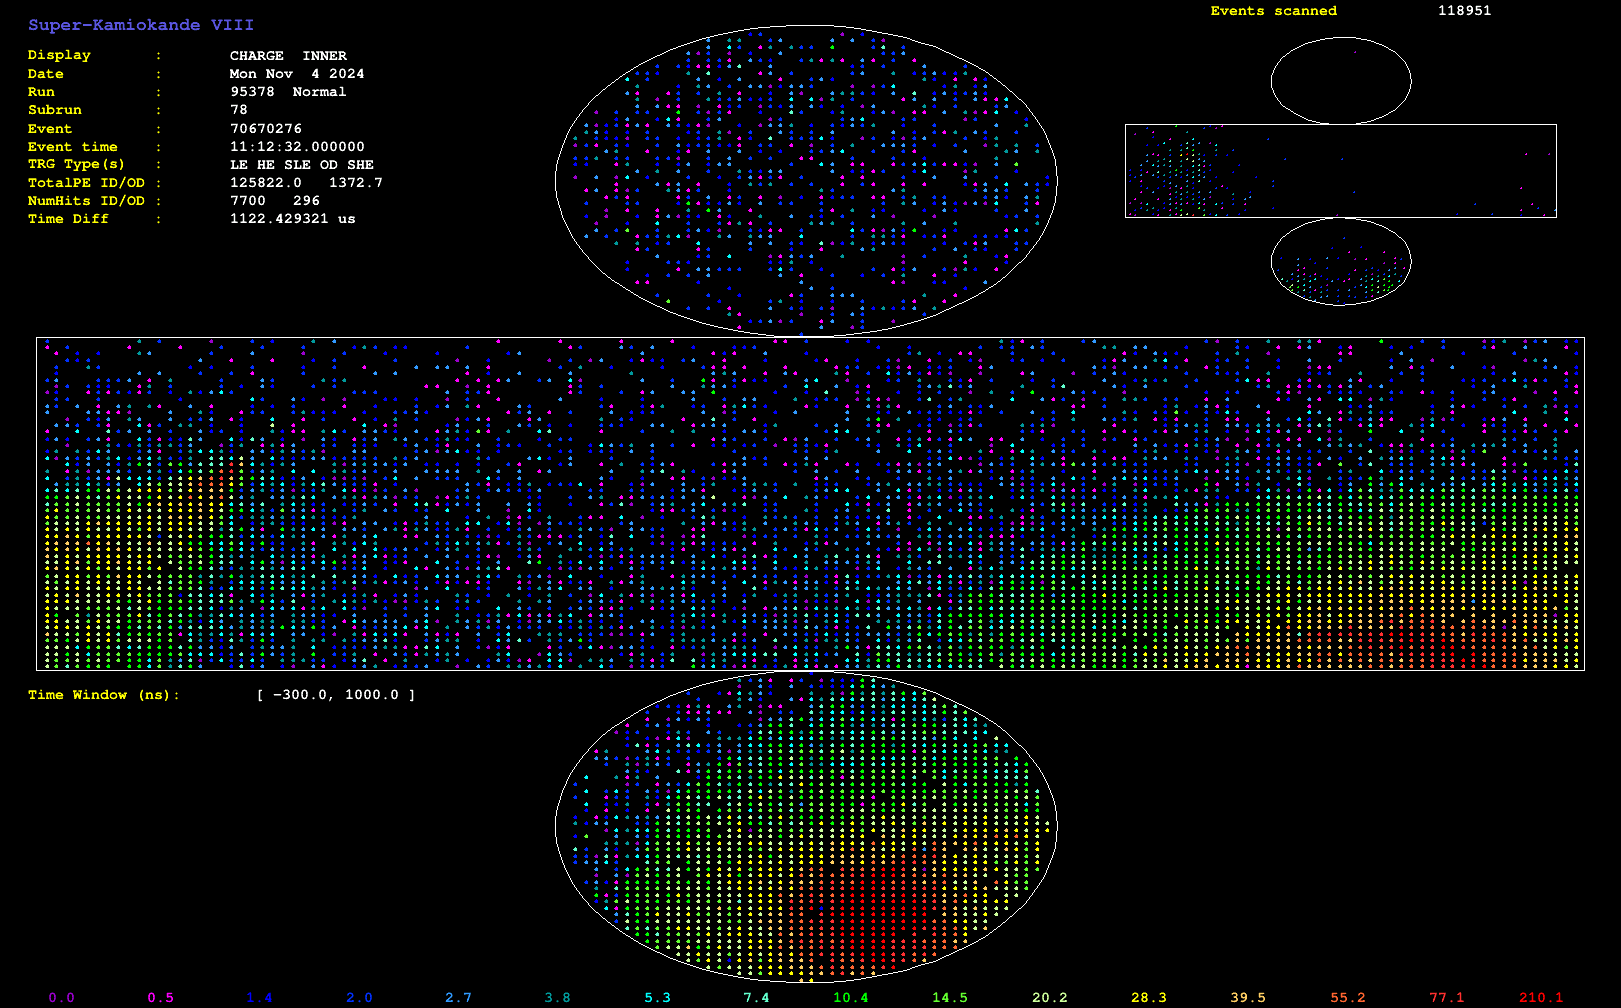 Super-Kamiokande VIII
Events scanned 118951
Display : CHARGE INNER
Date : Mon Nov 4 2024
Run : 95378 Normal
Subrun : 78
Event : 70670276
Event time : 11:12:32.000000
TRG Type(s) : LE HE SLE OD SHE
TotalPE ID/OD : 125822.0 1372.7
NumHits ID/OD : 7700 296
Time Diff : 1122.429321 us
Time Window (ns): [ -300.0, 1000.0 ]
0.0 0.5 1.4 2.0 2.7 3.8 5.3 7.4 10.4 14.5 20.2 28.3 39.5 55.2 77.1 210.1